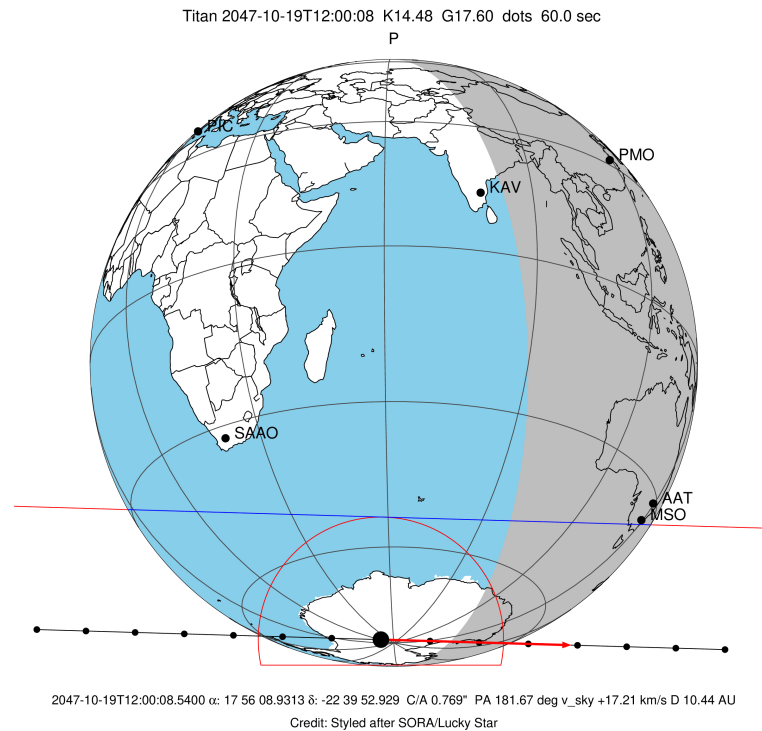 Titan 2047-10-19T12:00:08 K14.48 G17.60 dots 60.0 sec
P
PIC
PMO
KAV
SAAO
AAT
MSO
2047-10-19T12:00:08.5400 α: 17 56 08.9313 δ: -22 39 52.929 C/A 0.769" PA 181.67 deg v_sky +17.21 km/s D 10.44 AU
Credit: Styled after SORA/Lucky Star